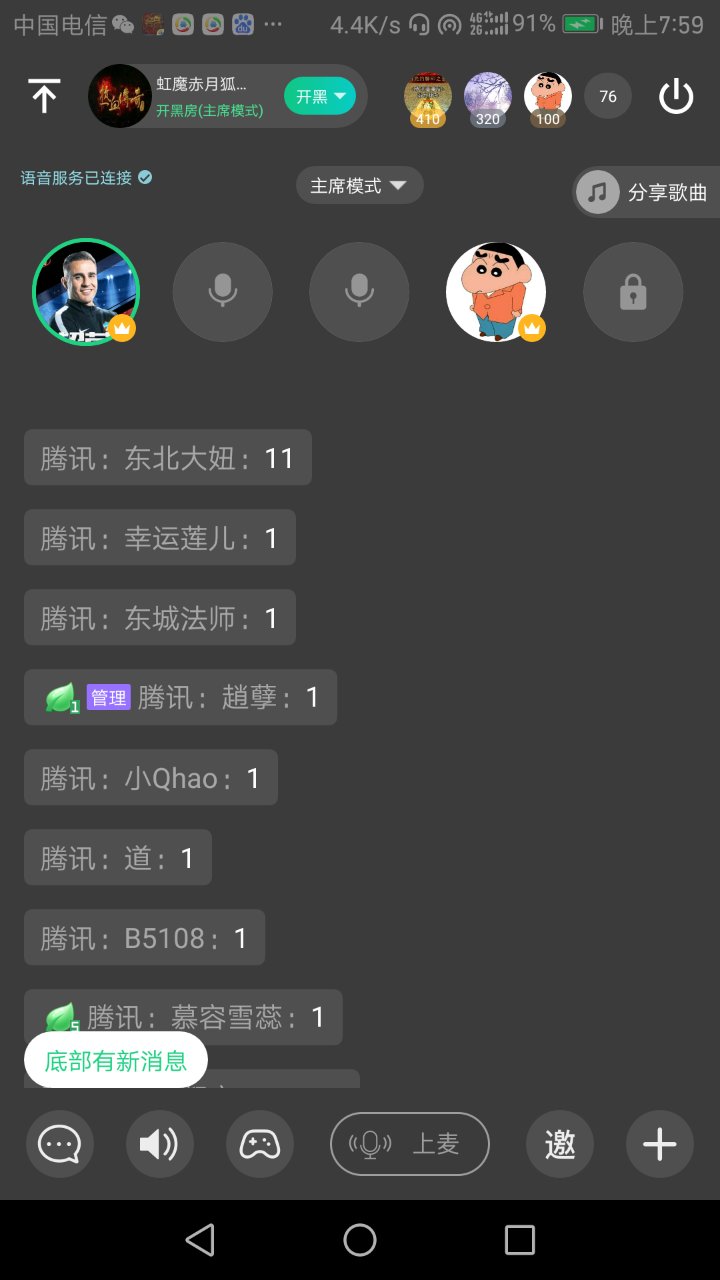 中国电信 ··· 4.4K/s 4G 2G 91% 晚上7:59
虹魔赤月狐...
开黑房(主席模式)
开黑
410 320 100 76
语音服务已连接
主席模式
分享歌曲
腾讯：东北大妞：11
腾讯：幸运莲儿：1
腾讯：东城法师：1
1 管理 腾讯：趙孽：1
腾讯：小Qhao：1
腾讯：道：1
腾讯：B5108：1
5 腾讯：慕容雪蕊：1
底部有新消息
上麦 邀